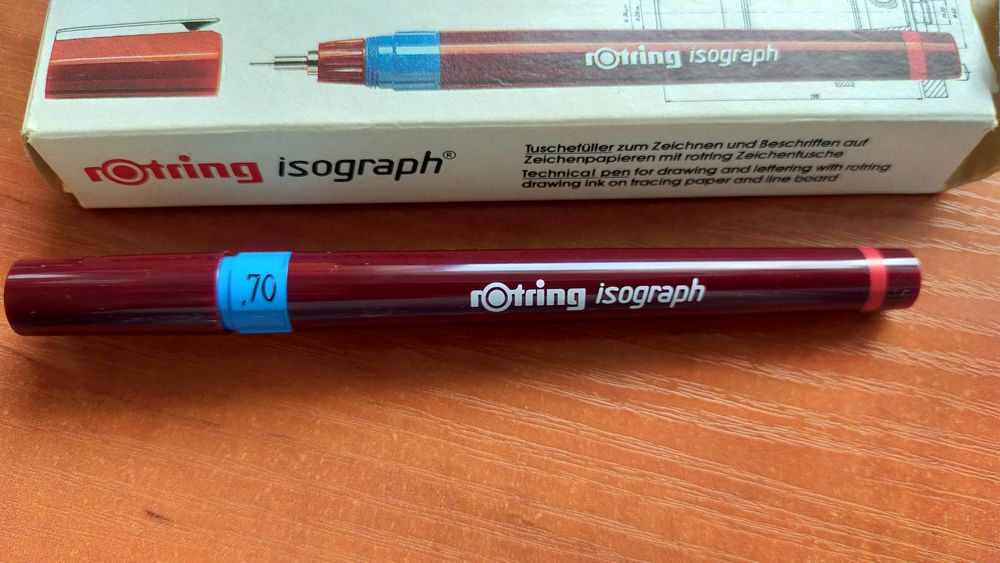 rotring isograph
rotring isograph®
Tuschefüller zum Zeichnen und Beschriften auf
Zeichenpapieren mit rotring Zeichentusche
Technical pen for drawing and lettering with rotring
drawing ink on tracing paper and line board
.70
rotring isograph